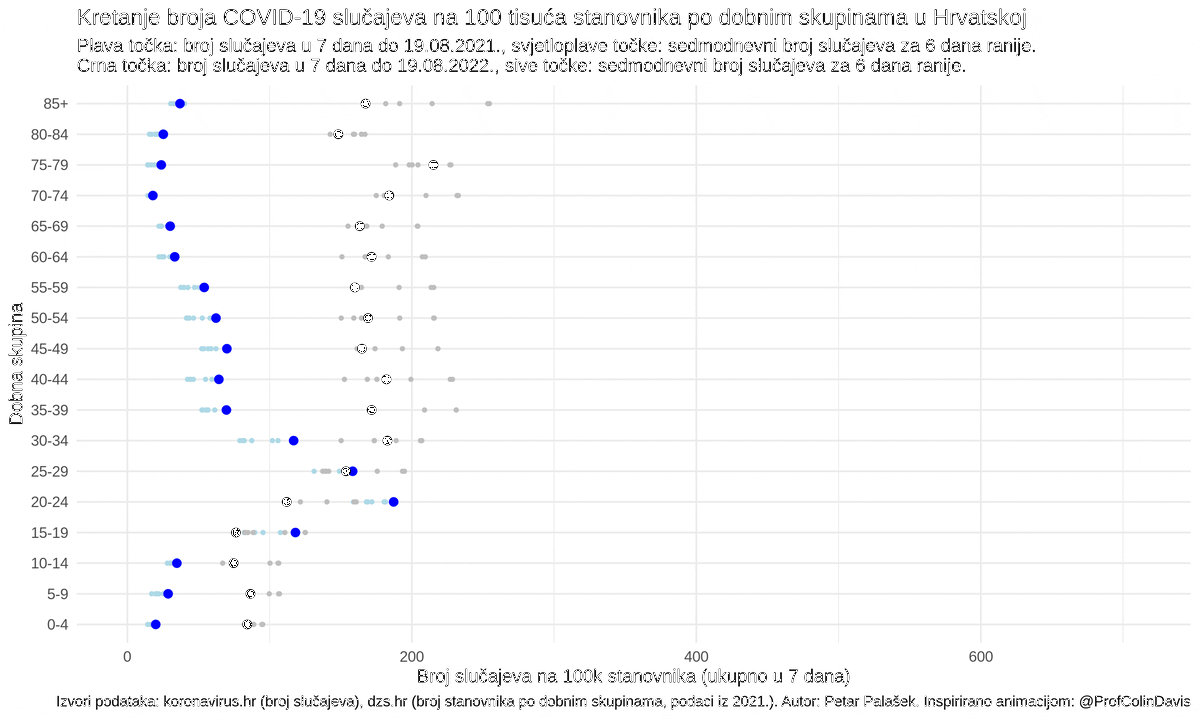 Kretanje broja COVID-19 slučajeva na 100 tisuća stanovnika po dobnim skupinama u Hrvatskoj
Plava točka: broj slučajeva u 7 dana do 19.08.2021., svjetloplave točke: sedmodnevni broj slučajeva za 6 dana ranije.
Crna točka: broj slučajeva u 7 dana do 19.08.2022., sive točke: sedmodnevni broj slučajeva za 6 dana ranije.
85+
80-84
75-79
70-74
65-69
60-64
55-59
50-54
45-49
40-44
35-39
30-34
25-29
20-24
15-19
10-14
5-9
0-4
Dobna skupina
0 200 400 600
Broj slučajeva na 100k stanovnika (ukupno u 7 dana)
Izvori podataka: koronavirus.hr (broj slučajeva), dzs.hr (broj stanovnika po dobnim skupinama, podaci iz 2021.). Autor: Petar Palašek. Inspirirano animacijom: @ProfColinDavis